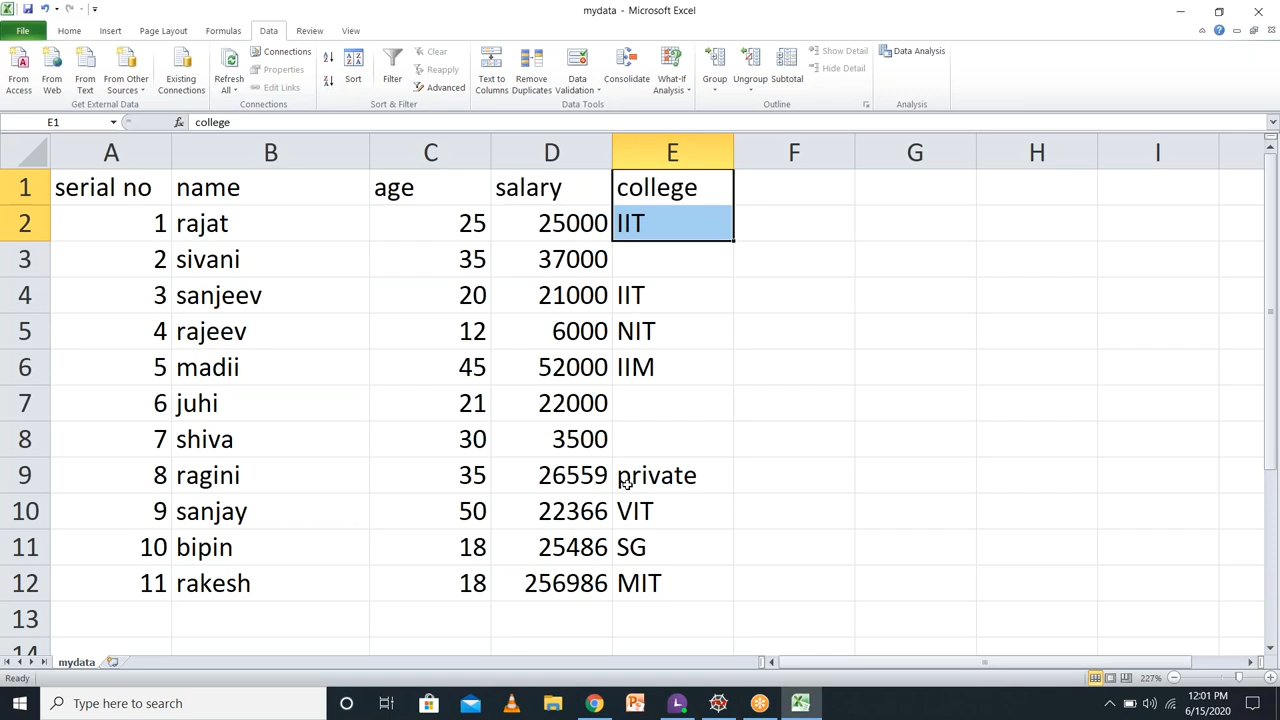 mydata - Microsoft Excel
File Home Insert Page Layout Formulas Data Review View
From Access
From Web
From Text
From Other Sources
Existing Connections
Get External Data
Refresh All
Connections
Properties
Edit Links
Connections
Sort
Filter
Clear
Reapply
Advanced
Sort & Filter
Text to Columns
Remove Duplicates
Data Validation
Consolidate
What-If Analysis
Data Tools
Group
Ungroup
Subtotal
Show Detail
Hide Detail
Outline
Data Analysis
Analysis
E1 fx college
A B C D E F G H I
1 serial no name age salary college
2 1 rajat 25 25000 IIT
3 2 sivani 35 37000
4 3 sanjeev 20 21000 IIT
5 4 rajeev 12 6000 NIT
6 5 madii 45 52000 IIM
7 6 juhi 21 22000
8 7 shiva 30 3500
9 8 ragini 35 26559 private
10 9 sanjay 50 22366 VIT
11 10 bipin 18 25486 SG
12 11 rakesh 18 256986 MIT
13
14
mydata
Ready 227%
Type here to search
12:01 PM
6/15/2020